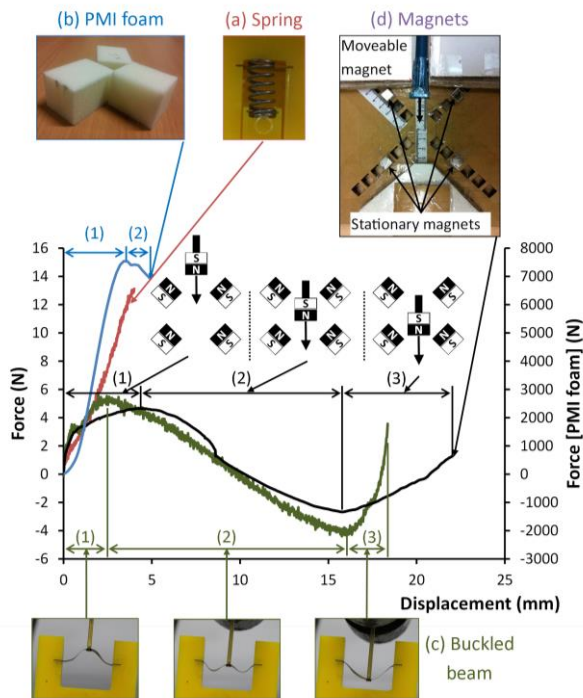 (b) PMI foam
(a) Spring
(d) Magnets
Moveable
magnet
Stationary magnets
(1)
(2)
16
14
12
10
8
6
4
2
0
-2
-4
-6
Force (N)
8000
7000
6000
5000
4000
3000
2000
1000
0
-1000
-2000
-3000
Force [PMI foam] (N)
S
N
N
S
N
S
N
S
N
S
S
N
N
S
N
S
N
S
N
S
S
N
N
S
N
S
N
S
N
S
(1)
(2)
(3)
(1)
(2)
(3)
0
5
10
15
20
25
Displacement (mm)
(c) Buckled
beam